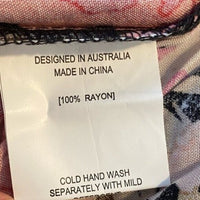 DESIGNED IN AUSTRALIA
MADE IN CHINA
[100% RAYON]
COLD HAND WASH
SEPARATELY WITH MILD